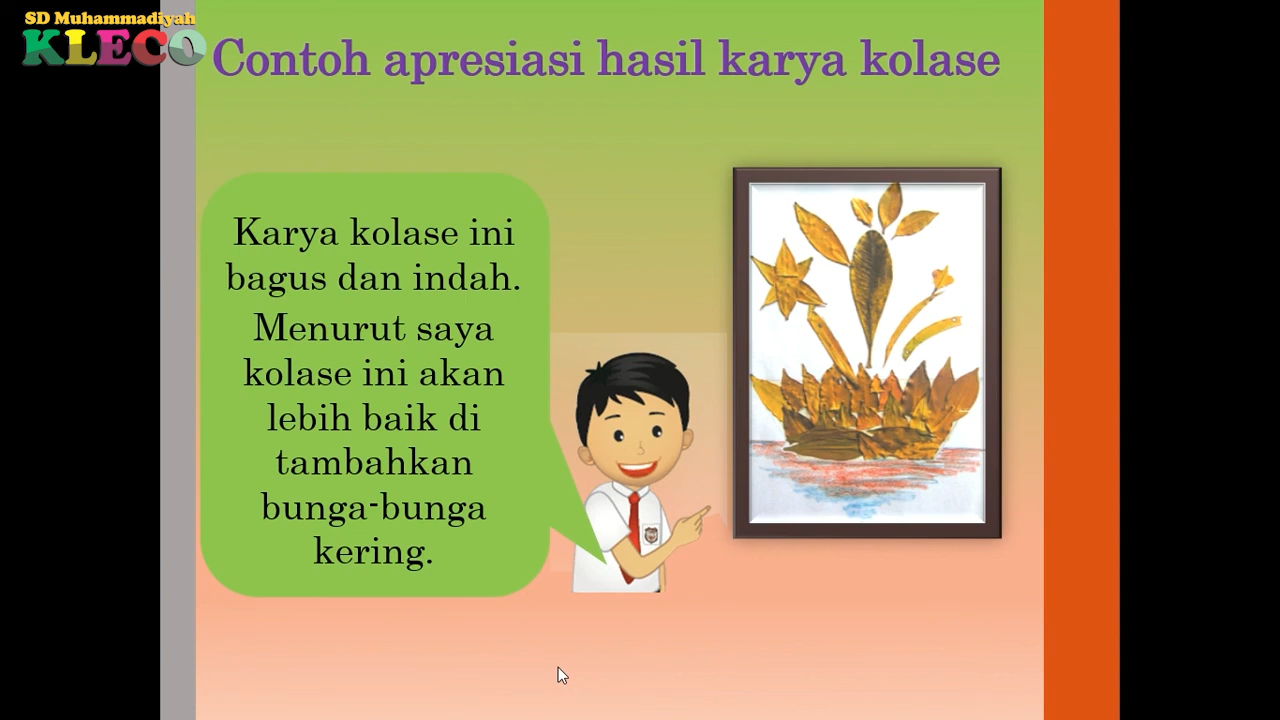 SD Muhammadiyah
KLECO
Contoh apresiasi hasil karya kolase
Karya kolase ini
bagus dan indah.
Menurut saya
kolase ini akan
lebih baik di
tambahkan
bunga-bunga
kering.